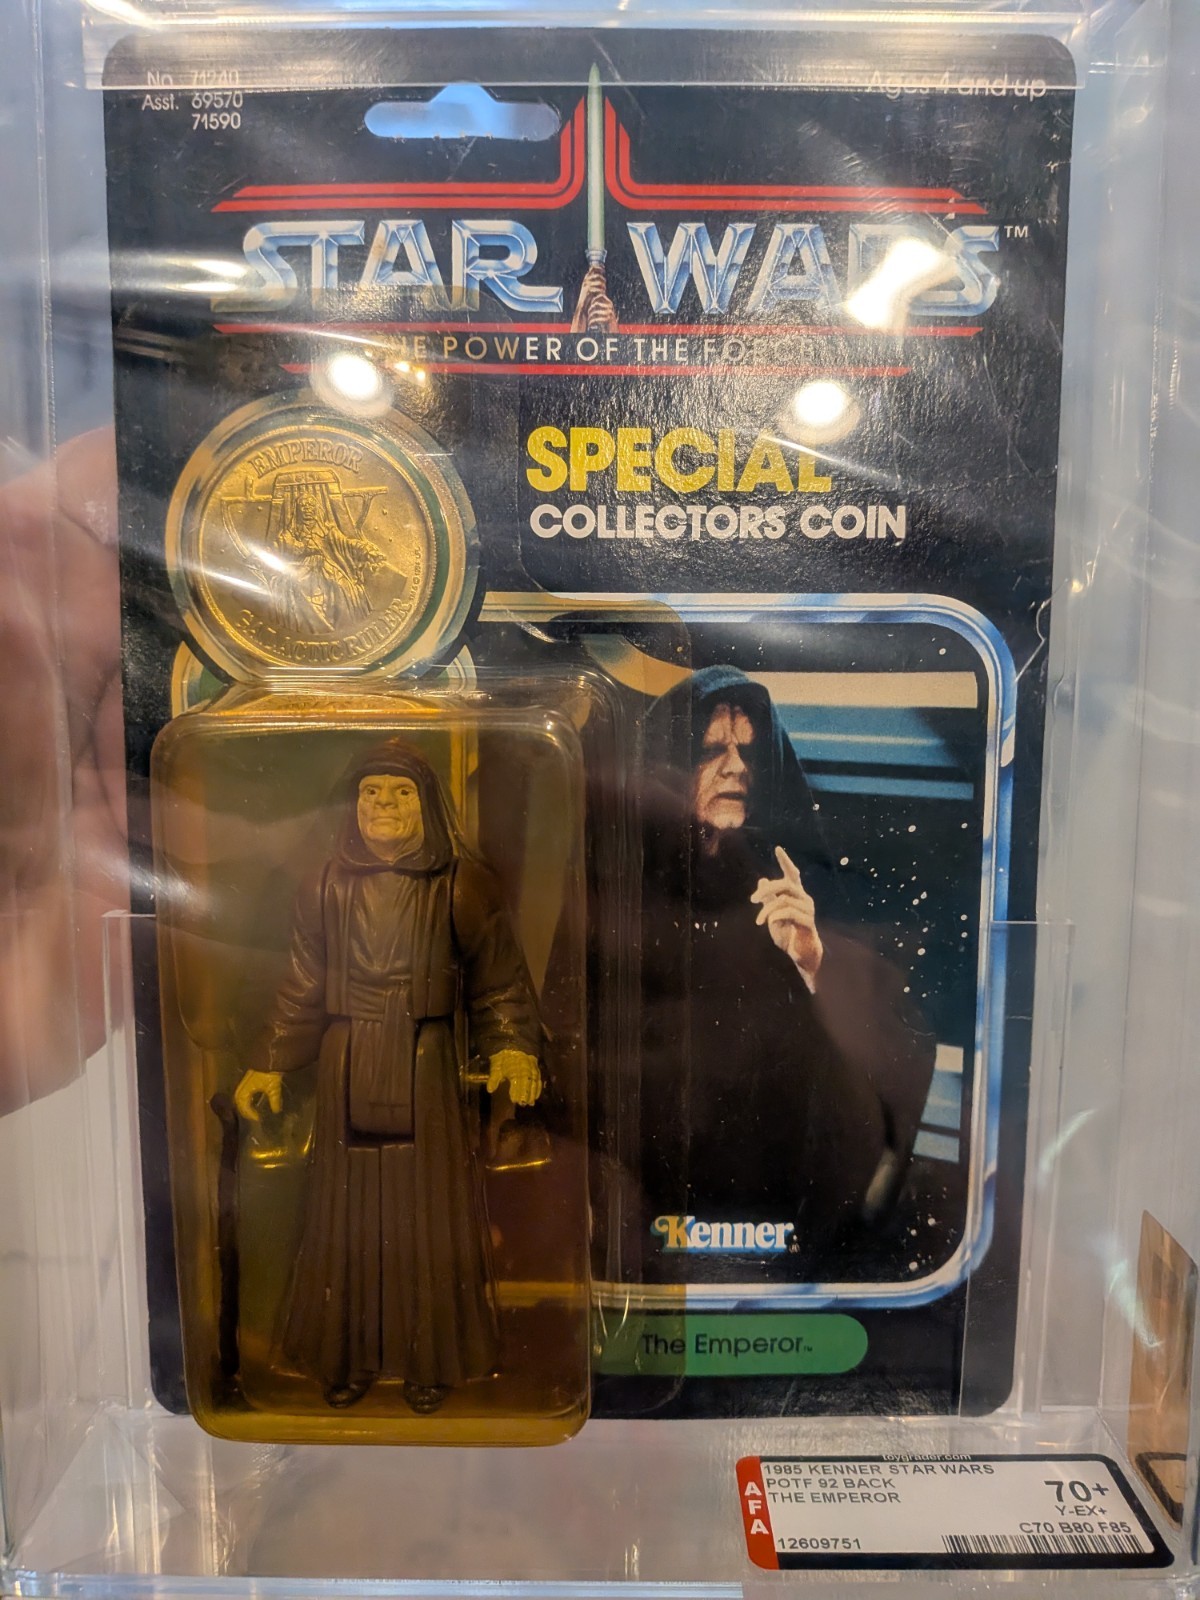 No. 71240
Asst. 69570
71590
Ages 4 and up
STAR WARS™
THE POWER OF THE FORCE
SPECIAL
COLLECTORS COIN
EMPEROR
GALACTIC RULER
Kenner®
The Emperor™
toygrader.com
AFA
1985 KENNER STAR WARS
POTF 92 BACK
THE EMPEROR
70+
Y-EX+
C70 B80 F85
12609751